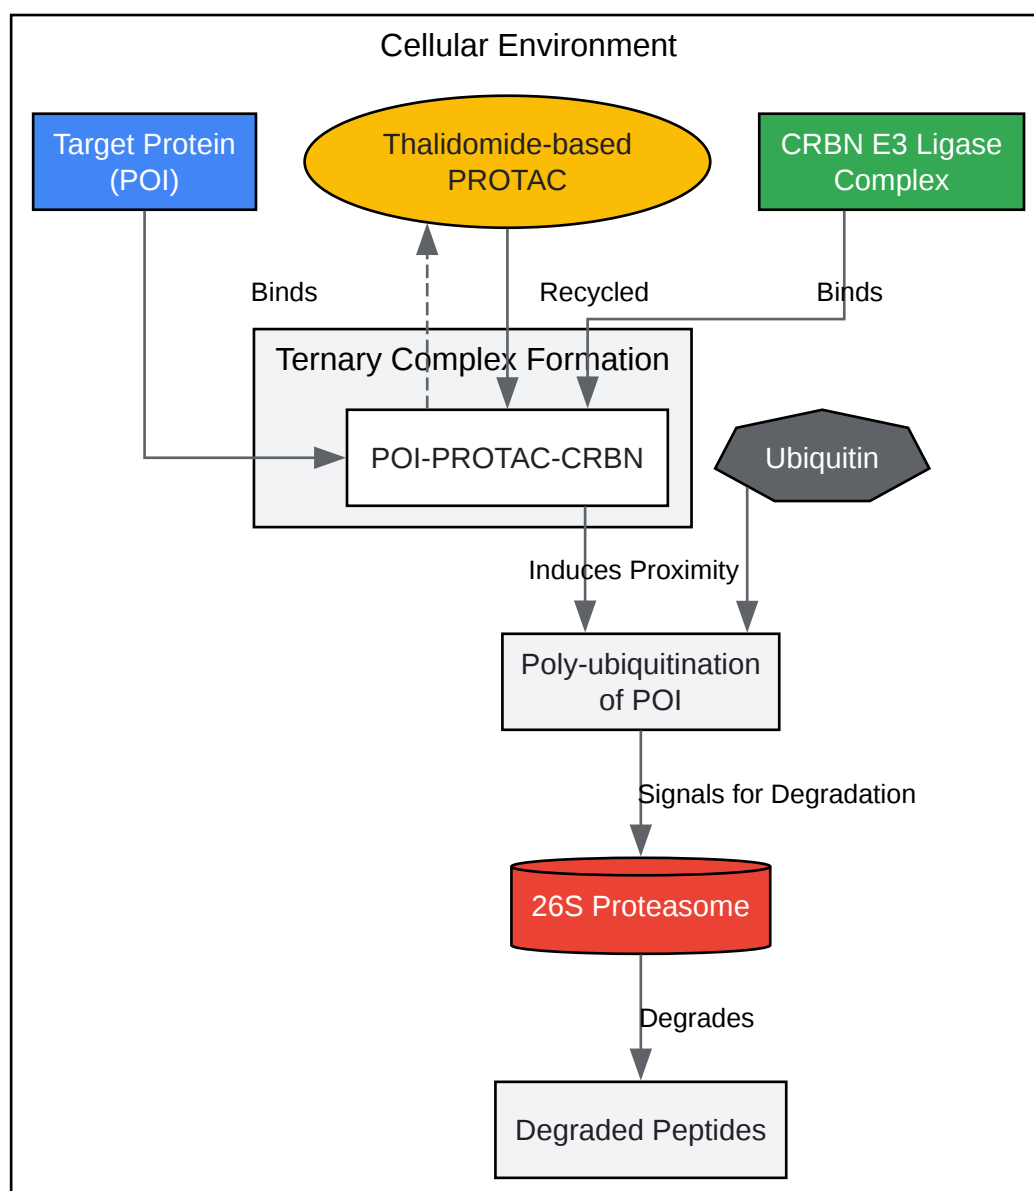 Cellular Environment
Target Protein
(POI)
Thalidomide-based
PROTAC
CRBN E3 Ligase
Complex
Binds
Recycled
Binds
Ternary Complex Formation
POI-PROTAC-CRBN
Ubiquitin
Induces Proximity
Poly-ubiquitination
of POI
Signals for Degradation
26S Proteasome
Degrades
Degraded Peptides